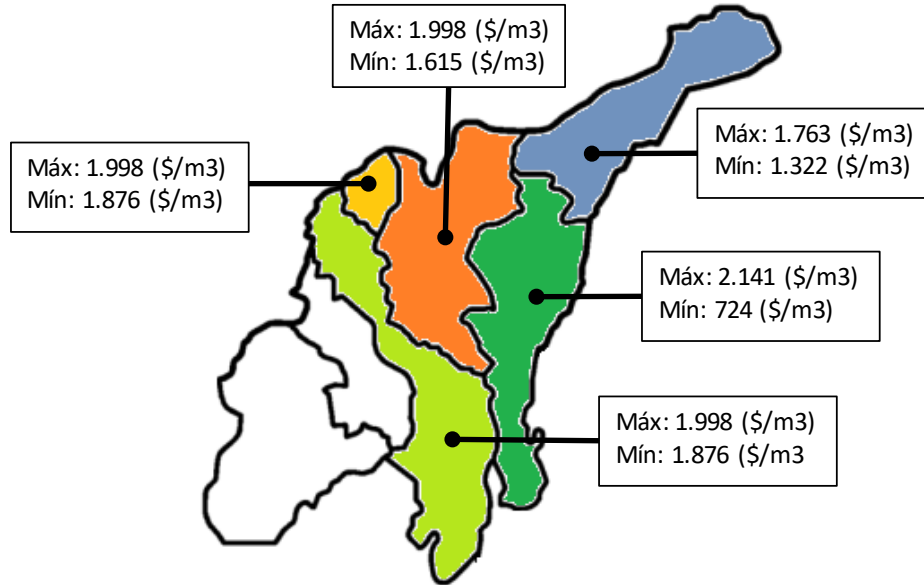 Máx: 1.998 ($/m3)
Mín: 1.615 ($/m3)
Máx: 1.763 ($/m3)
Mín: 1.322 ($/m3)
Máx: 1.998 ($/m3)
Mín: 1.876 ($/m3)
Máx: 2.141 ($/m3)
Mín: 724 ($/m3)
Máx: 1.998 ($/m3)
Mín: 1.876 ($/m3